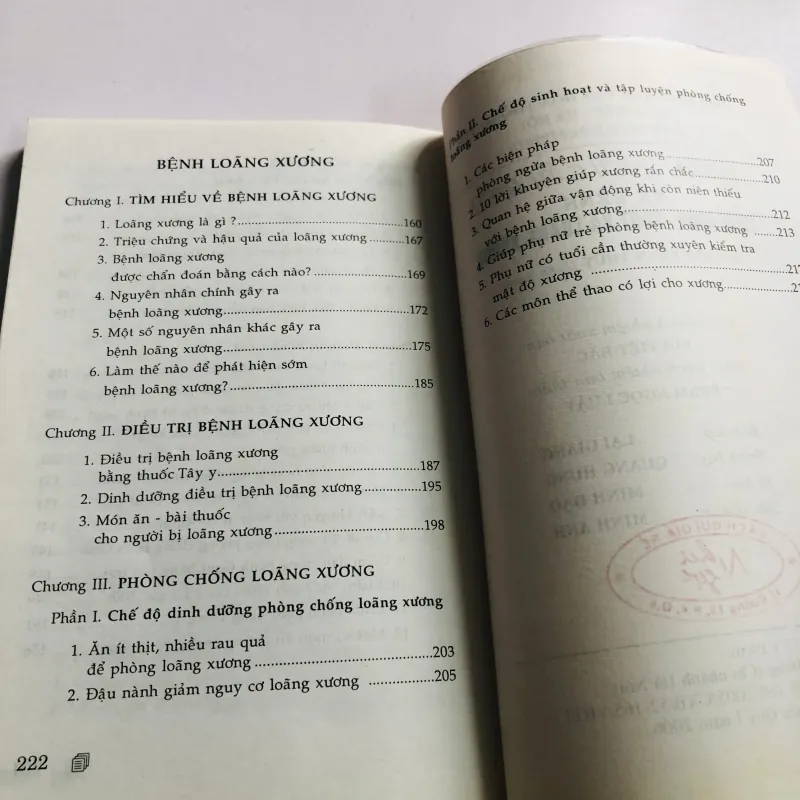 BỆNH LOÃNG XƯƠNG
Chương I. TÌM HIỂU VỀ BỆNH LOÃNG XƯƠNG
1. Loãng xương là gì ?..........160
2. Triệu chứng và hậu quả của loãng xương..........167
3. Bệnh loãng xương
được chẩn đoán bằng cách nào?..........169
4. Nguyên nhân chính gây ra
bệnh loãng xương..........172
5. Một số nguyên nhân khác gây ra
bệnh loãng xương..........175
6. Làm thế nào để phát hiện sớm
bệnh loãng xương?..........185
Chương II. ĐIỀU TRỊ BỆNH LOÃNG XƯƠNG
1. Điều trị bệnh loãng xương
bằng thuốc Tây y..........187
2. Dinh dưỡng điều trị bệnh loãng xương..........195
3. Món ăn - bài thuốc
cho người bị loãng xương..........198
Chương III. PHÒNG CHỐNG LOÃNG XƯƠNG
Phần I. Chế độ dinh dưỡng phòng chống loãng xương
1. Ăn ít thịt, nhiều rau quả
để phòng loãng xương..........203
2. Đậu nành giảm nguy cơ loãng xương ..........205
222
Phần II. Chế độ sinh hoạt và tập luyện phòng chống
loãng xương
1. Các biện pháp
phòng ngừa bệnh loãng xương..........207
2. 10 lời khuyên giúp xương rắn chắc..........210
3. Quan hệ giữa vận động khi còn niên thiếu
với bệnh loãng xương..........212
4. Giúp phụ nữ trẻ phòng bệnh loãng xương ..........213
5. Phụ nữ có tuổi cần thường xuyên kiểm tra
mật độ xương ..........217
6. Các môn thể thao có lợi cho xương..........
LẠI GIANG
QUANG HÙNG
MINH ĐẠO
MINH ANH